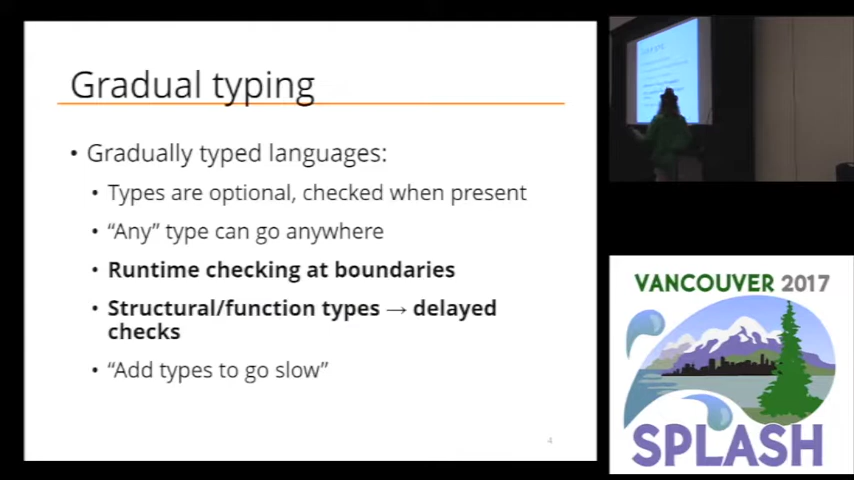 Gradual typing
• Gradually typed languages:
• Types are optional, checked when present
• “Any” type can go anywhere
• Runtime checking at boundaries
• Structural/function types → delayed
checks
• “Add types to go slow”
4
VANCOUVER 2017
SPLASH